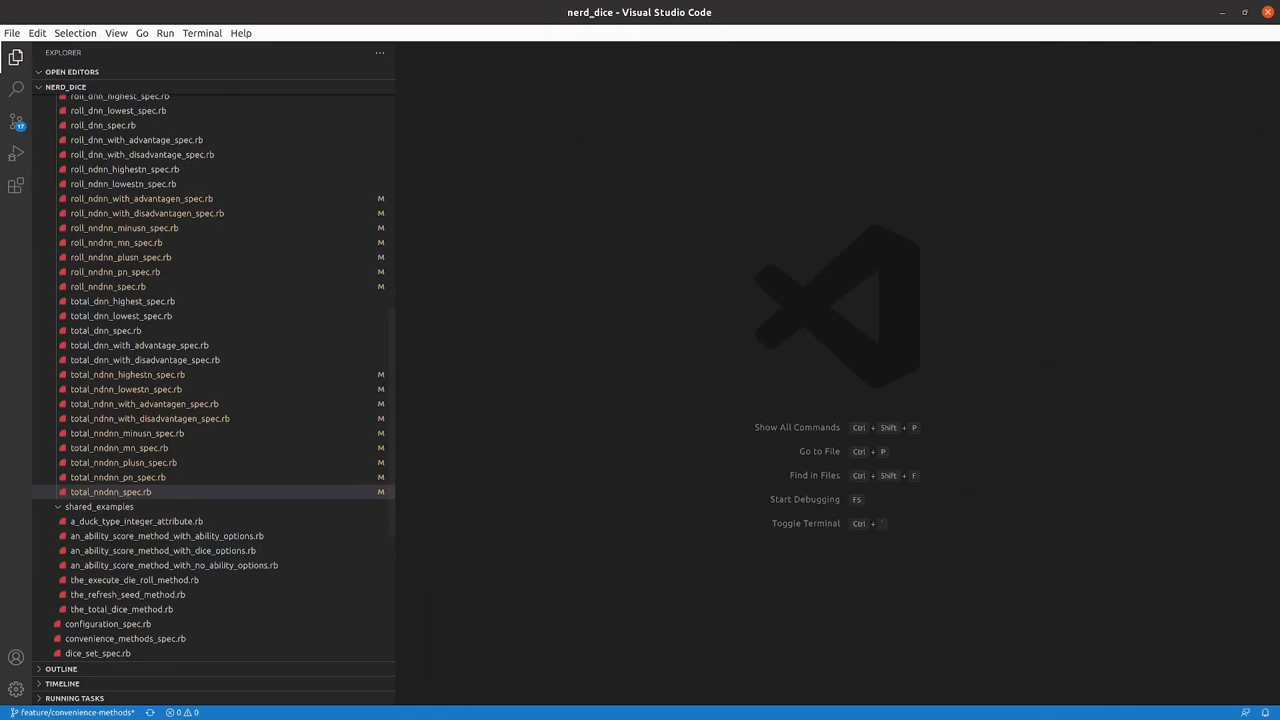 nerd_dice - Visual Studio Code
File Edit Selection View Go Run Terminal Help
EXPLORER
OPEN EDITORS
NERD_DICE
roll_dnn_highest_spec.rb
roll_dnn_lowest_spec.rb
roll_dnn_spec.rb
roll_dnn_with_advantage_spec.rb
roll_dnn_with_disadvantage_spec.rb
roll_ndnn_highestn_spec.rb
roll_ndnn_lowestn_spec.rb
roll_ndnn_with_advantagen_spec.rb M
roll_ndnn_with_disadvantagen_spec.rb M
roll_nndnn_minusn_spec.rb M
roll_nndnn_mn_spec.rb M
roll_nndnn_plusn_spec.rb M
roll_nndnn_pn_spec.rb M
roll_nndnn_spec.rb M
total_dnn_highest_spec.rb
total_dnn_lowest_spec.rb
total_dnn_spec.rb
total_dnn_with_advantage_spec.rb
total_dnn_with_disadvantage_spec.rb
total_ndnn_highestn_spec.rb M
total_ndnn_lowestn_spec.rb M
total_ndnn_with_advantagen_spec.rb M
total_ndnn_with_disadvantagen_spec.rb M
total_nndnn_minusn_spec.rb M
total_nndnn_mn_spec.rb M
total_nndnn_plusn_spec.rb M
total_nndnn_pn_spec.rb M
total_nndnn_spec.rb M
shared_examples
a_duck_type_integer_attribute.rb
an_ability_score_method_with_ability_options.rb
an_ability_score_method_with_dice_options.rb
an_ability_score_method_with_no_ability_options.rb
the_execute_die_roll_method.rb
the_refresh_seed_method.rb
the_total_dice_method.rb
configuration_spec.rb
convenience_methods_spec.rb
dice_set_spec.rb
OUTLINE
TIMELINE
RUNNING TASKS
17
Show All Commands Ctrl + Shift + P
Go to File Ctrl + P
Find in Files Ctrl + Shift + F
Start Debugging F5
Toggle Terminal Ctrl + `
feature/convenience-methods* 0 0